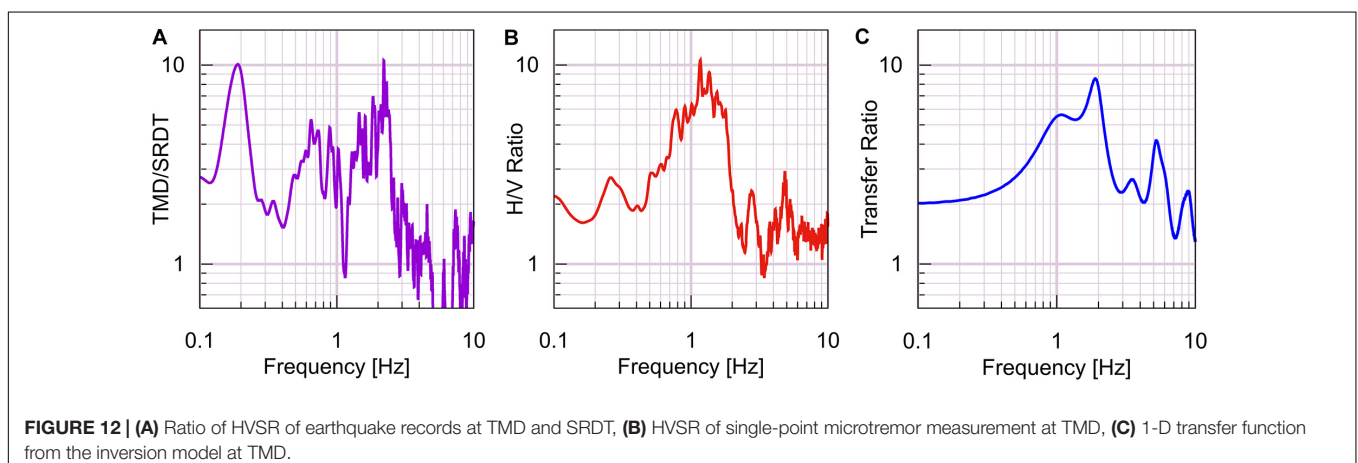 A
B
C
10
1
TMD/SRDT
0.1
1
10
Frequency [Hz]
10
1
H/V Ratio
0.1
1
10
Frequency [Hz]
10
1
Transfer Ratio
0.1
1
10
Frequency [Hz]
FIGURE 12 | (A) Ratio of HVSR of earthquake records at TMD and SRDT, (B) HVSR of single-point microtremor measurement at TMD, (C) 1-D transfer function
from the inversion model at TMD.